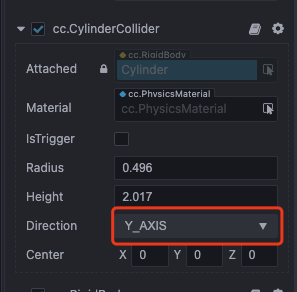 cc.CylinderCollider
cc.RigidBody
Attached Cylinder
cc.PhysicsMaterial
Material cc.PhysicsMaterial
IsTrigger
Radius 0.496
Height 2.017
Direction Y_AXIS
Center X 0 Y 0 Z 0